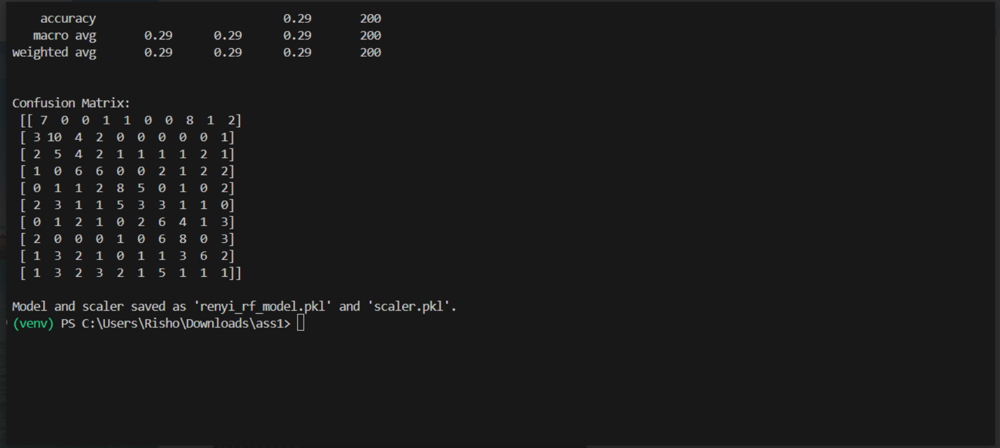 accuracy 0.29 200
macro avg 0.29 0.29 0.29 200
weighted avg 0.29 0.29 0.29 200
Confusion Matrix:
[[ 7 0 0 1 1 0 0 8 1 2]
[ 3 10 4 2 0 0 0 0 0 1]
[ 2 5 4 2 1 1 1 1 2 1]
[ 1 0 6 6 0 0 2 1 2 2]
[ 0 1 1 2 8 5 0 1 0 2]
[ 2 3 1 1 5 3 3 1 1 0]
[ 0 1 2 1 0 2 6 4 1 3]
[ 2 0 0 0 1 0 6 8 0 3]
[ 1 3 2 1 0 1 1 3 6 2]
[ 1 3 2 3 2 1 5 1 1 1]]
Model and scaler saved as 'renyi_rf_model.pkl' and 'scaler.pkl'.
(venv) PS C:\Users\Risho\Downloads\ass1>